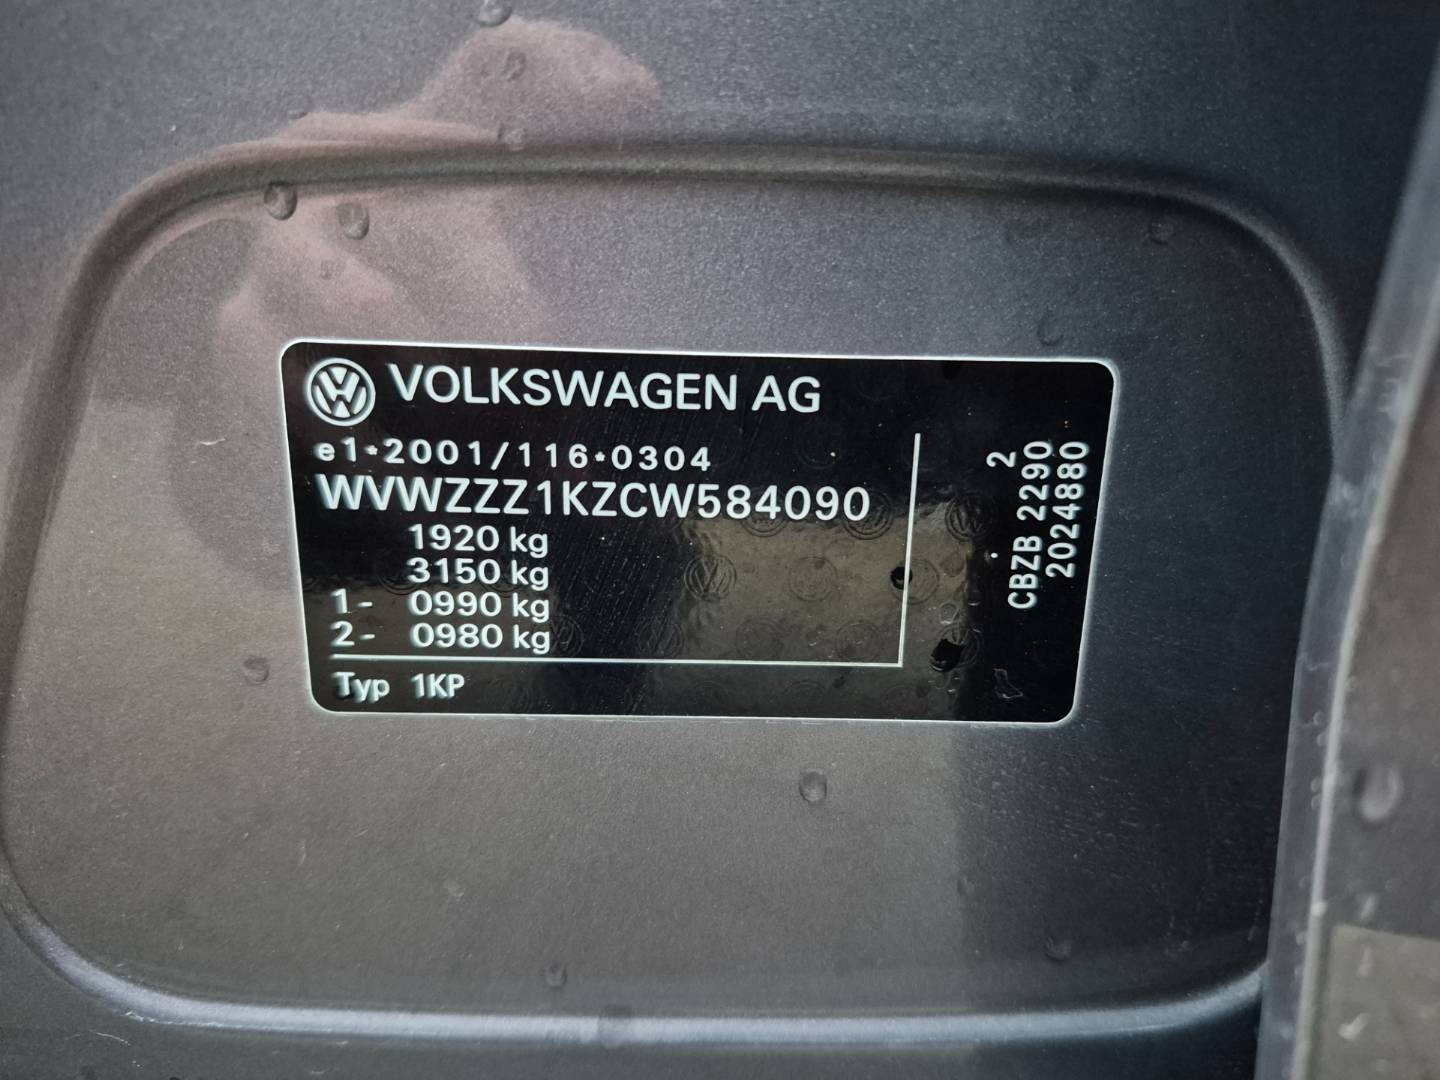 VOLKSWAGEN AG
e1*2001/116*0304
WVWZZZ1KZCW584090
1920 kg
3150 kg
1- 0990 kg
2- 0980 kg
Typ 1KP
2
CBZB 2290
2024880